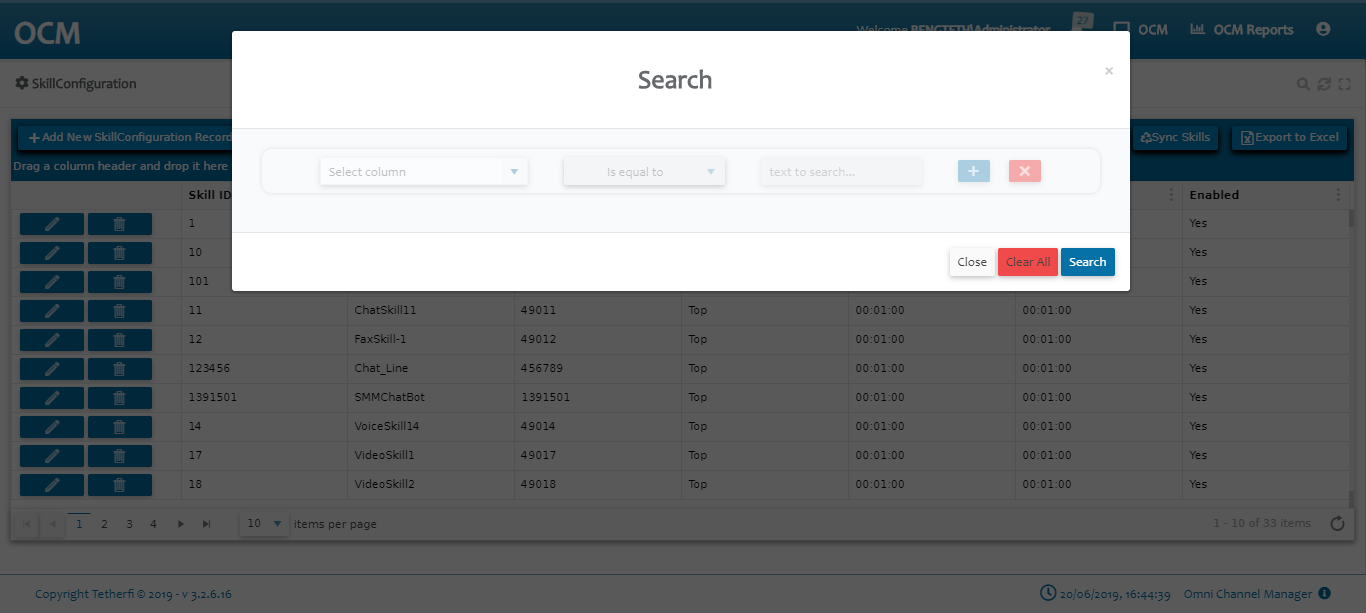 OCM
Welcome BENGTETH\Administrator
27
OCM
OCM Reports
SkillConfiguration
Search
×
+ Add New SkillConfiguration Record
Sync Skills
Export to Excel
Drag a column header and drop it here
Select column
Is equal to
text to search...
Skill ID
Enabled
1 Yes
10 Yes
101 Yes
Close
Clear All
Search
11 ChatSkill11 49011 Top 00:01:00 00:01:00 Yes
12 FaxSkill-1 49012 Top 00:01:00 00:01:00 Yes
123456 Chat_Line 456789 Top 00:01:00 00:01:00 Yes
1391501 SMMChatBot 1391501 Top 00:01:00 00:01:00 Yes
14 VoiceSkill14 49014 Top 00:01:00 00:01:00 Yes
17 VideoSkill1 49017 Top 00:01:00 00:01:00 Yes
18 VideoSkill2 49018 Top 00:01:00 00:01:00 Yes
1 2 3 4 10 items per page 1 - 10 of 33 items
Copyright Tetherfi © 2019 - v 3.2.6.16 20/06/2019, 16:44:39 Omni Channel Manager